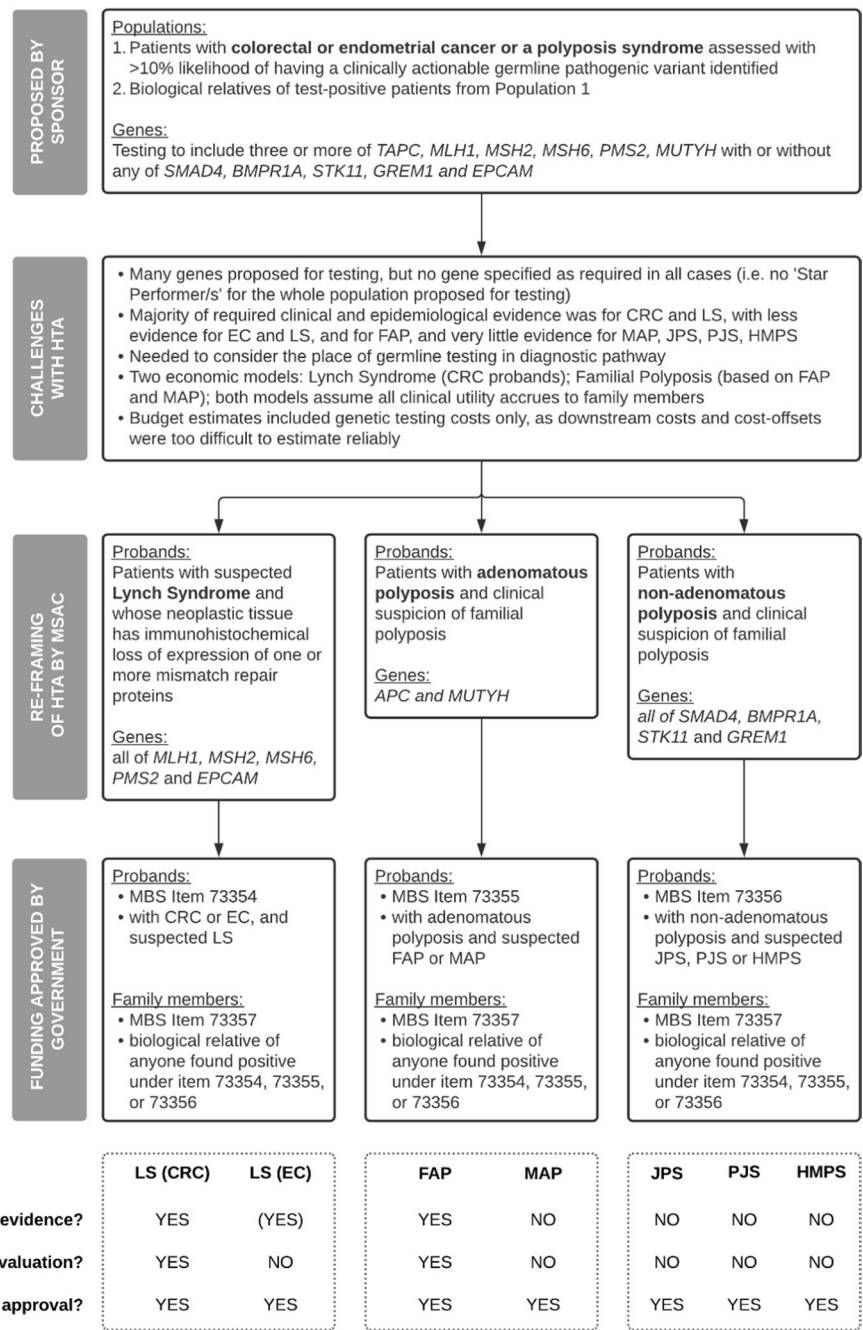 PROPOSED BY
SPONSOR
Populations:
1. Patients with colorectal or endometrial cancer or a polyposis syndrome assessed with
>10% likelihood of having a clinically actionable germline pathogenic variant identified
2. Biological relatives of test-positive patients from Population 1
Genes:
Testing to include three or more of TAPC, MLH1, MSH2, MSH6, PMS2, MUTYH with or without
any of SMAD4, BMPR1A, STK11, GREM1 and EPCAM
CHALLENGES
WITH HTA
• Many genes proposed for testing, but no gene specified as required in all cases (i.e. no 'Star
Performer/s' for the whole population proposed for testing)
• Majority of required clinical and epidemiological evidence was for CRC and LS, with less
evidence for EC and LS, and for FAP, and very little evidence for MAP, JPS, PJS, HMPS
• Needed to consider the place of germline testing in diagnostic pathway
• Two economic models: Lynch Syndrome (CRC probands); Familial Polyposis (based on FAP
and MAP); both models assume all clinical utility accrues to family members
• Budget estimates included genetic testing costs only, as downstream costs and cost-offsets
were too difficult to estimate reliably
RE-FRAMING
OF HTA BY MSAC
Probands:
Patients with suspected
Lynch Syndrome and
whose neoplastic tissue
has immunohistochemical
loss of expression of one or
more mismatch repair
proteins
Genes:
all of MLH1, MSH2, MSH6,
PMS2 and EPCAM
Probands:
Patients with adenomatous
polyposis and clinical
suspicion of familial
polyposis
Genes:
APC and MUTYH
Probands:
Patients with
non-adenomatous
polyposis and clinical
suspicion of familial
polyposis
Genes:
all of SMAD4, BMPR1A,
STK11 and GREM1
FUNDING APPROVED BY
GOVERNMENT
Probands:
• MBS Item 73354
• with CRC or EC, and
suspected LS
Family members:
• MBS Item 73357
• biological relative of
anyone found positive
under item 73354, 73355,
or 73356
Probands:
• MBS Item 73355
• with adenomatous
polyposis and suspected
FAP or MAP
Family members:
• MBS Item 73357
• biological relative of
anyone found positive
under item 73354, 73355,
or 73356
Probands:
• MBS Item 73356
• with non-adenomatous
polyposis and suspected
JPS, PJS or HMPS
Family members:
• MBS Item 73357
• biological relative of
anyone found positive
under item 73354, 73355,
or 73356
LS (CRC) LS (EC) FAP MAP JPS PJS HMPS
evidence? YES (YES) YES NO NO NO NO
valuation? YES NO YES NO NO NO NO
approval? YES YES YES YES YES YES YES